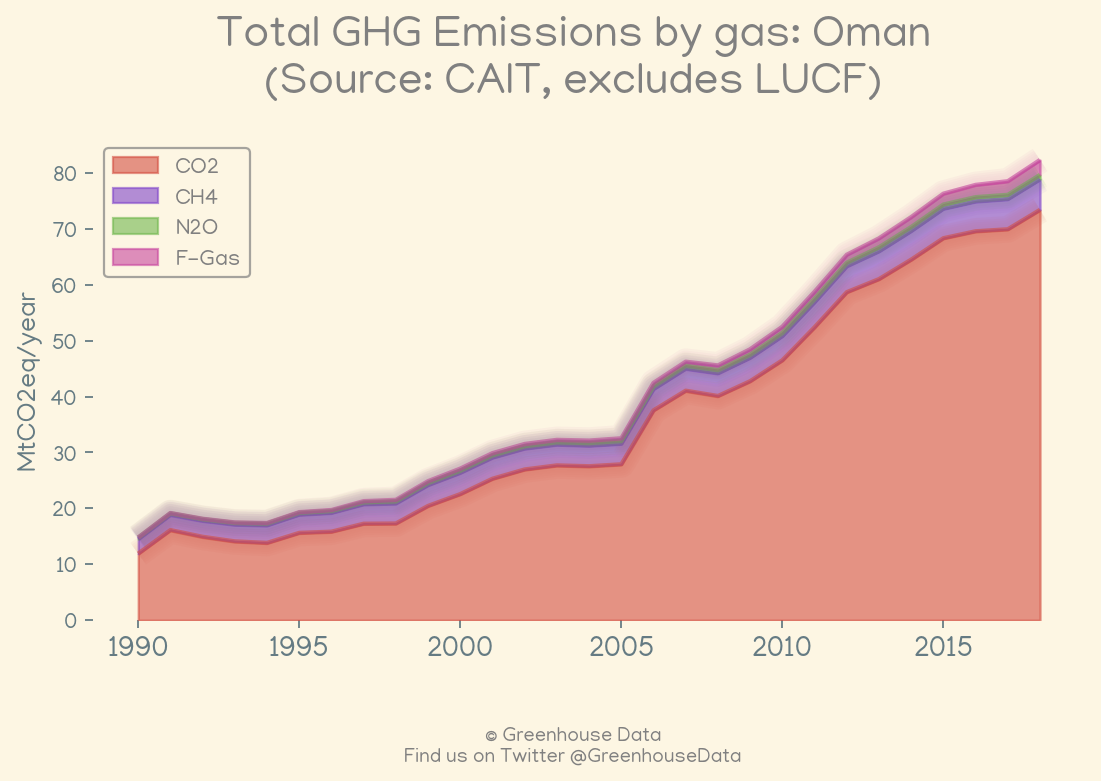 Total GHG Emissions by gas: Oman
(Source: CAIT, excludes LUCF)
CO2
CH4
N2O
F-Gas
MtCO2eq/year
80
70
60
50
40
30
20
10
0
1990 1995 2000 2005 2010 2015
© Greenhouse Data
Find us on Twitter @GreenhouseData